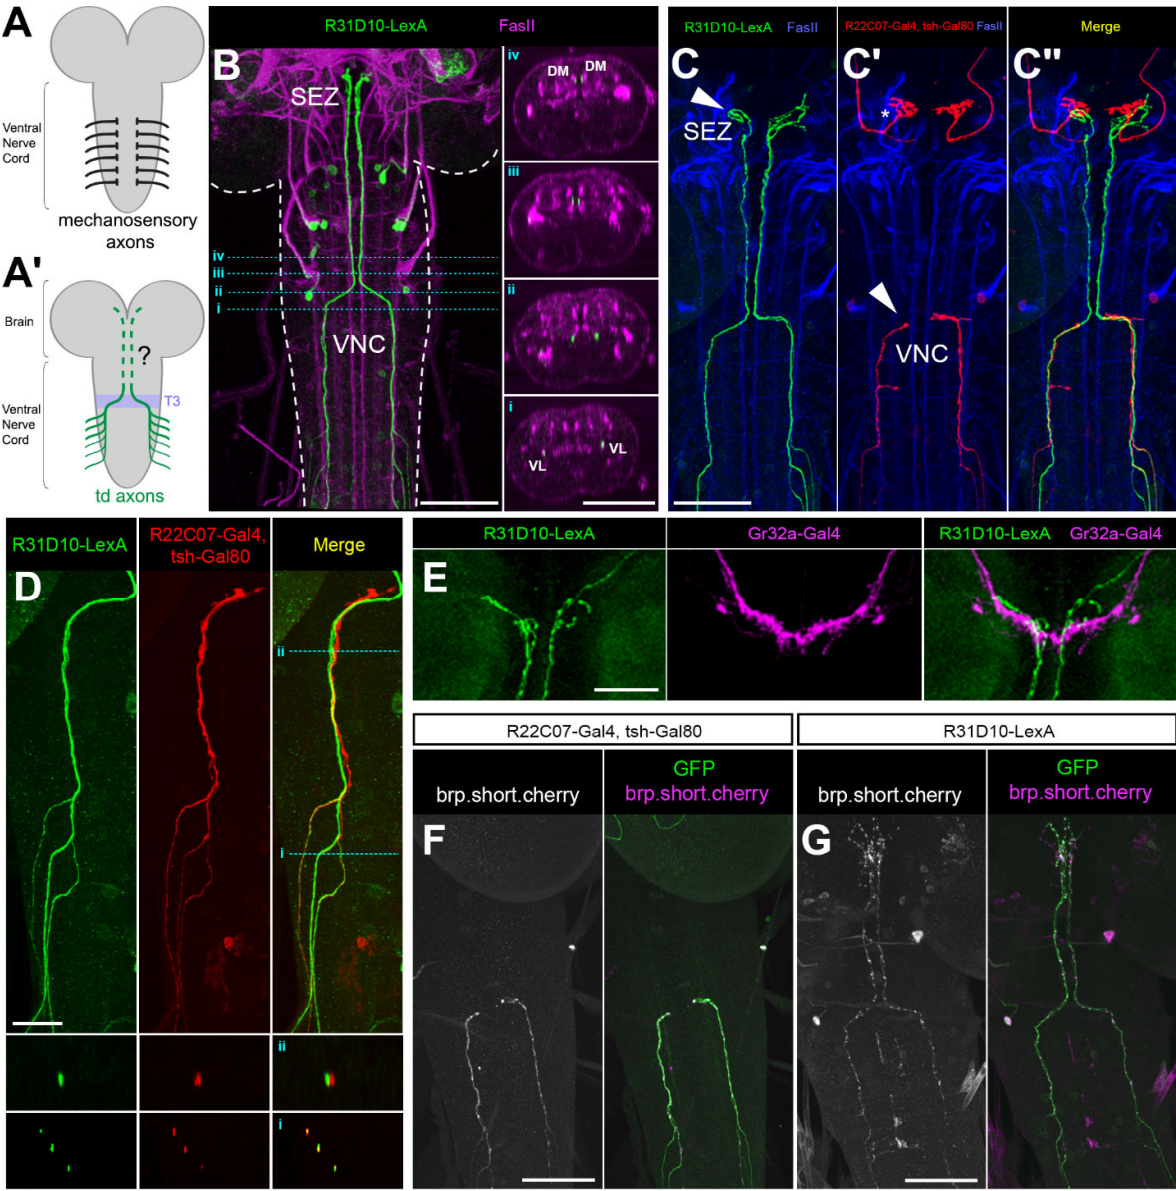 A
Ventral
Nerve
Cord
mechanosensory
axons
A'
Brain
?
T3
Ventral
Nerve
Cord
td axons
R31D10-LexA FasII
B
SEZ
iv
iii
ii
i
VNC
iv
DM DM
iii
ii
i
VL VL
R31D10-LexA FasII
C
SEZ
R22C07-Gal4, tsh-Gal80 FasII
C'
*
VNC
Merge
C''
R31D10-LexA
R22C07-Gal4,
tsh-Gal80
Merge
D
ii
i
ii
i
R31D10-LexA
Gr32a-Gal4
R31D10-LexA Gr32a-Gal4
E
R22C07-Gal4, tsh-Gal80
brp.short.cherry
GFP
brp.short.cherry
F
R31D10-LexA
brp.short.cherry
GFP
brp.short.cherry
G